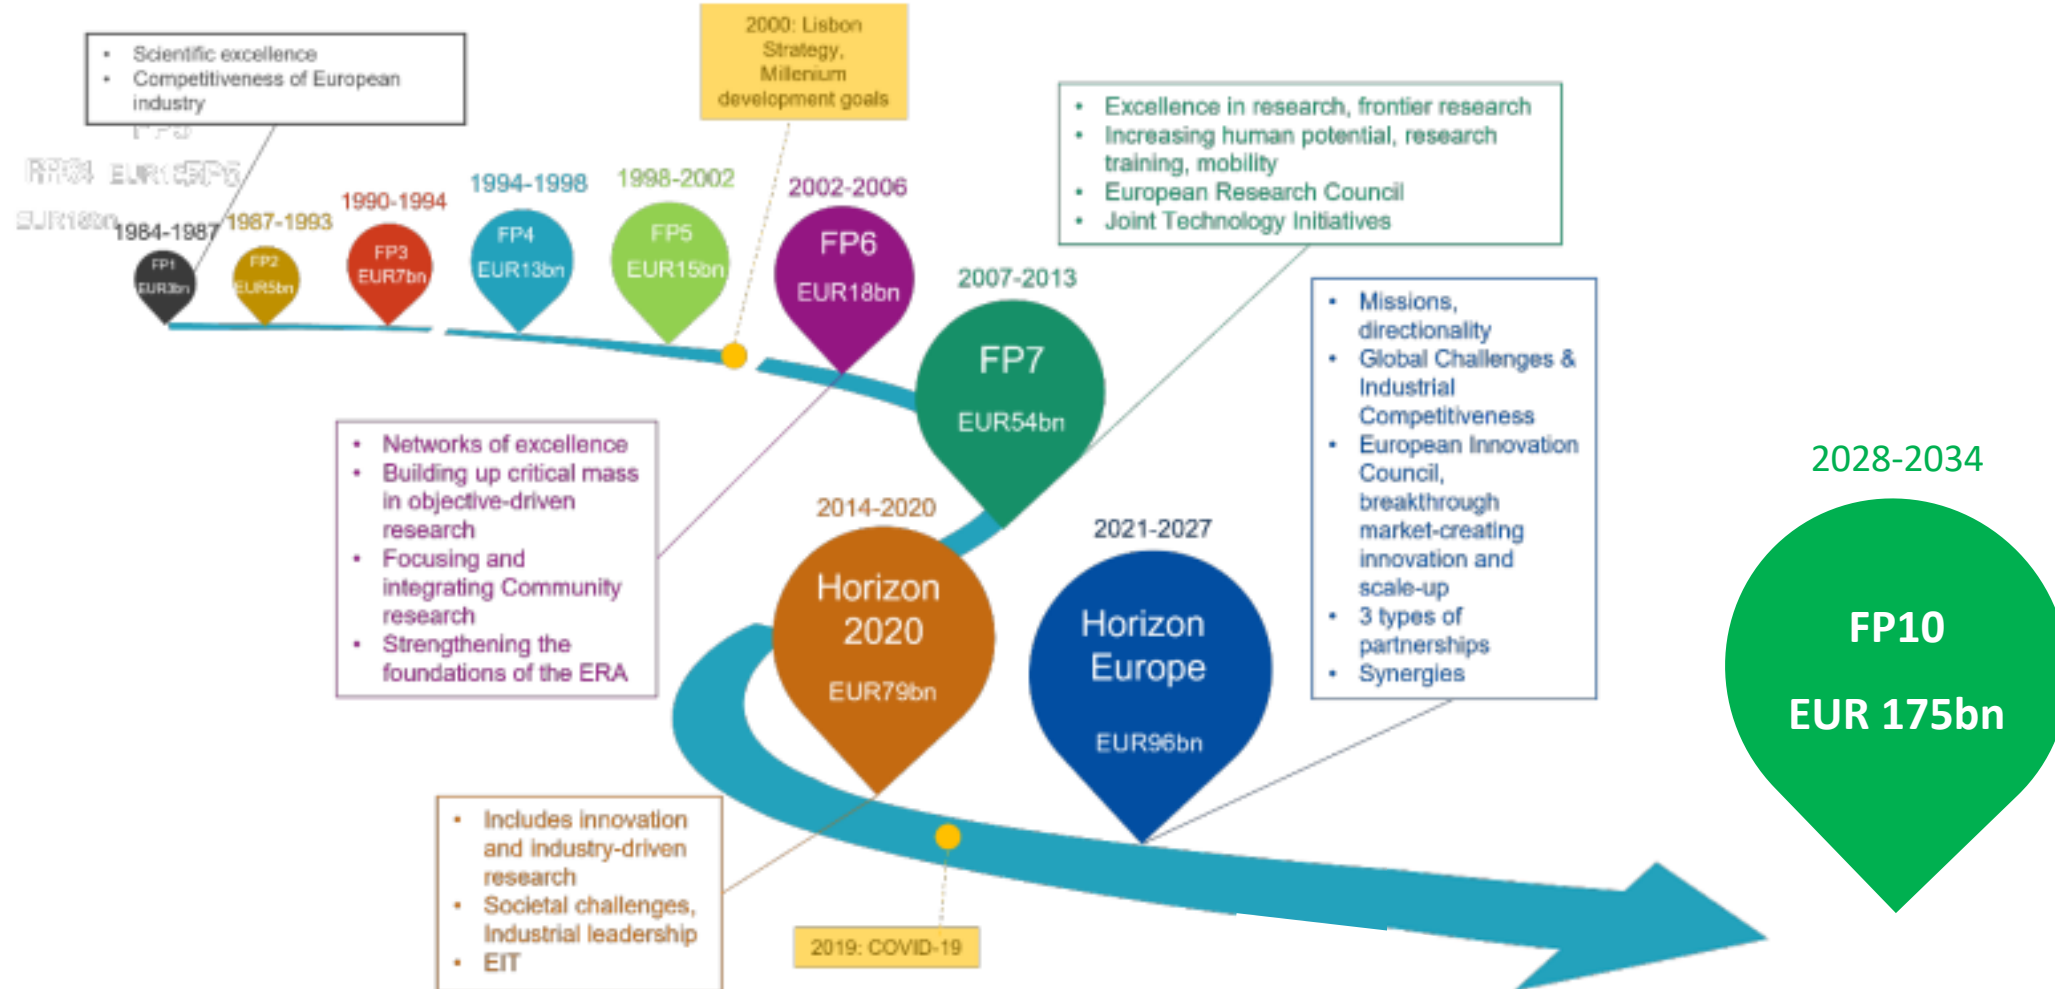 • Scientific excellence
• Competitiveness of European
industry
2000: Lisbon
Strategy,
Millenium
development goals
• Excellence in research, frontier research
• Increasing human potential, research
training, mobility
• European Research Council
• Joint Technology Initiatives
1984-1987
FP1
EUR3bn
1987-1993
FP2
EUR5bn
1990-1994
FP3
EUR7bn
1994-1998
FP4
EUR13bn
1998-2002
FP5
EUR15bn
2002-2006
FP6
EUR18bn
2007-2013
FP7
EUR54bn
• Missions,
directionality
• Global Challenges &
Industrial
Competitiveness
• European Innovation
Council,
breakthrough
market-creating
innovation and
scale-up
• 3 types of
partnerships
• Synergies
• Networks of excellence
• Building up critical mass
in objective-driven
research
• Focusing and
integrating Community
research
• Strengthening the
foundations of the ERA
2014-2020
Horizon
2020
EUR79bn
2021-2027
Horizon
Europe
EUR96bn
2028-2034
FP10
EUR 175bn
• Includes innovation
and industry-driven
research
• Societal challenges,
Industrial leadership
• EIT
2019: COVID-19